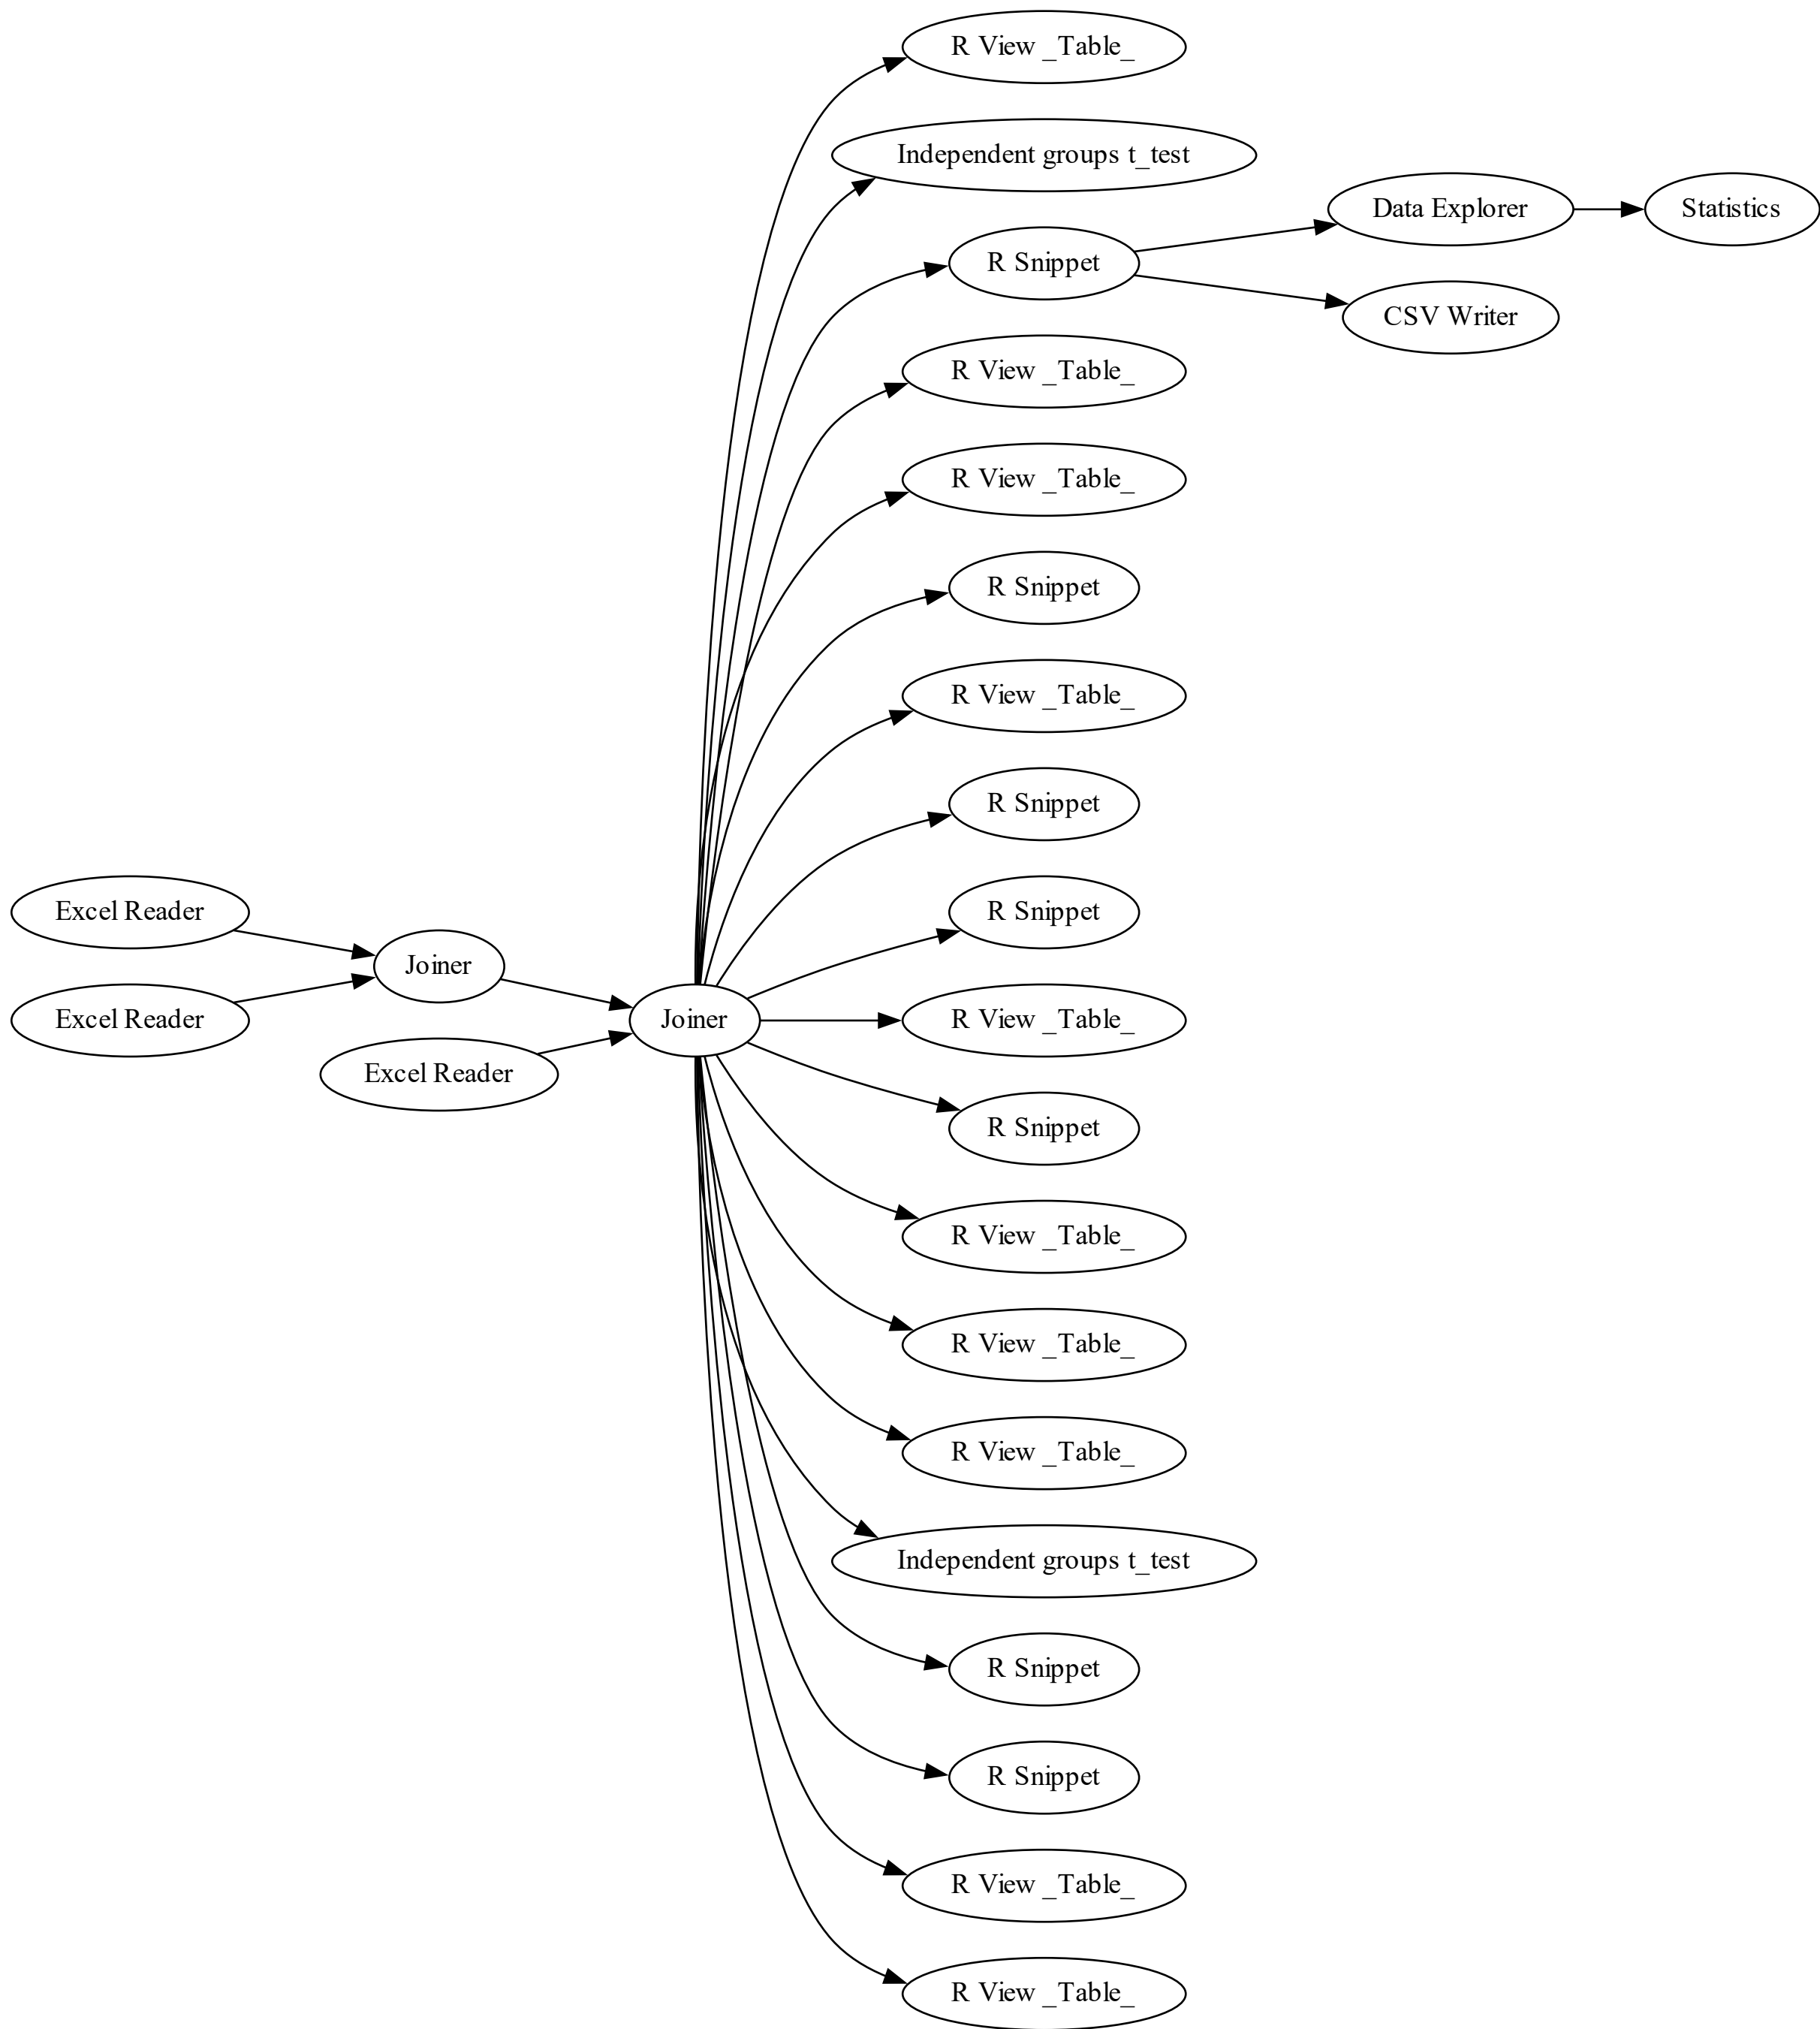 R View _Table_
Independent groups t_test
Data Explorer
Statistics
R Snippet
CSV Writer
R View _Table_
R View _Table_
R Snippet
R View _Table_
R Snippet
Excel Reader
R Snippet
Joiner
Excel Reader
Joiner
R View _Table_
Excel Reader
R Snippet
R View _Table_
R View _Table_
R View _Table_
Independent groups t_test
R Snippet
R Snippet
R View _Table_
R View _Table_